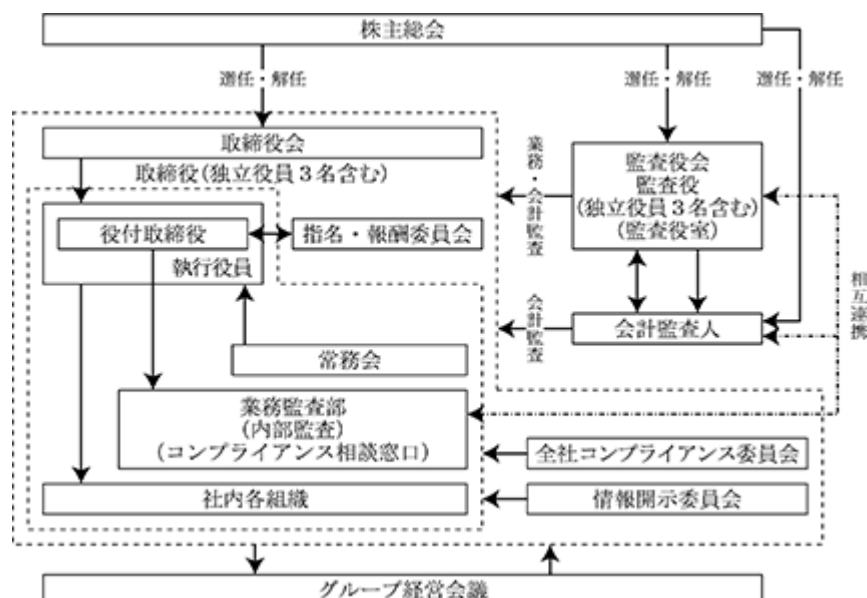 株主総会
選任・解任
選任・解任
選任・解任
取締役会
取締役(独立役員3名含む)
役付取締役
執行役員
指名・報酬委員会
常務会
業務監査部
(内部監査)
(コンプライアンス相談窓口)
社内各組織
業務・会計監査
監査役会
監査役
(独立役員3名含む)
(監査役室)
会計監査
会計監査人
相互連携
全社コンプライアンス委員会
情報開示委員会
グループ経営会議